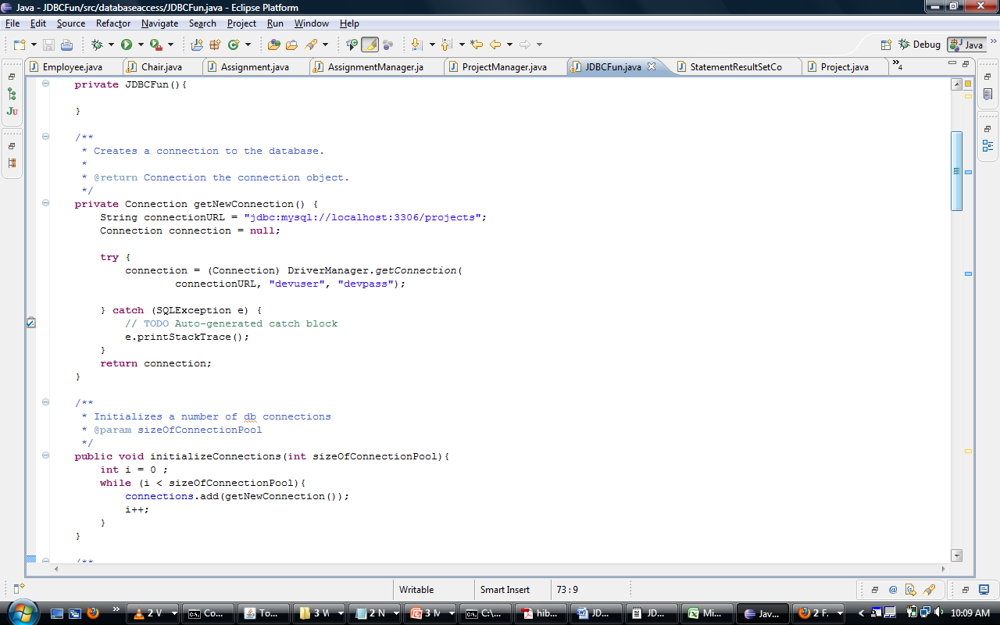 Java - JDBCFun/src/databaseaccess/JDBCFun.java - Eclipse Platform
File Edit Source Refactor Navigate Search Project Run Window Help
Debug Java
Employee.java Chair.java Assignment.java AssignmentManager.ja ProjectManager.java JDBCFun.java StatementResultSetCo Project.java »4
private JDBCFun(){
}
/**
* Creates a connection to the database.
*
* @return Connection the connection object.
*/
private Connection getNewConnection() {
String connectionURL = "jdbc:mysql://localhost:3306/projects";
Connection connection = null;
try {
connection = (Connection) DriverManager.getConnection(
connectionURL, "devuser", "devpass");
} catch (SQLException e) {
// TODO Auto-generated catch block
e.printStackTrace();
}
return connection;
}
/**
* Initializes a number of db connections
* @param sizeOfConnectionPool
*/
public void initializeConnections(int sizeOfConnectionPool){
int i = 0 ;
while (i < sizeOfConnectionPool){
connections.add(getNewConnection());
i++;
}
}
/**
Writable Smart Insert 73 : 9
2 V Co... To... 3 W 2 N 3 M C:\... hib... JD... JD... Mi... Jav... 2 F. 10:09 AM